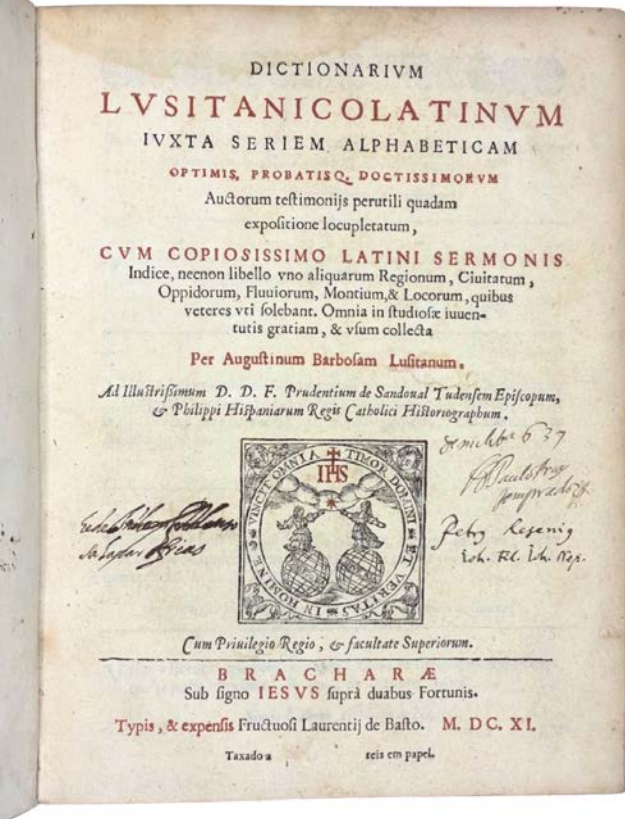 DICTIONARIVM
LVSITANICOLATINVM
IVXTA SERIEM ALPHABETICAM
OPTIMIS, PROBATISQ, DOCTISSIMORVM
Auctorum teſtimonijs perutili quadam
expoſitione locupletatum,
CVM COPIOSISSIMO LATINI SERMONIS
Indice, necnon libello vno aliquarum Regionum, Ciuitatum,
Oppidorum, Fluuiorum, Montium,& Locorum, quibus
veteres vti ſolebant. Omnia in ſtudioſæ iuuen-
tutis gratiam, & vſum collecta
Per Auguſtinum Barboſam Luſitanum.
Ad Illuſtriſſimum D. D. F. Prudentium de Sandoual Tudenſem Epiſcopum,
& Philippi Hiſpaniarum Regis Catholici Hiſtoriographum.
VINCIT OMNIA TIMOR DOMINI ET VERITAS IN HOMINE
IHS
637
Petry Resenig
Cum Priuilegio Regio, & facultate Superiorum.
BRACHARÆ
Sub ſigno IESVS ſuprà duabus Fortunis.
Typis, & expenſis Fructuoſi Laurentij de Baſto. M. DC. XI.
Taxado a reis em papel.